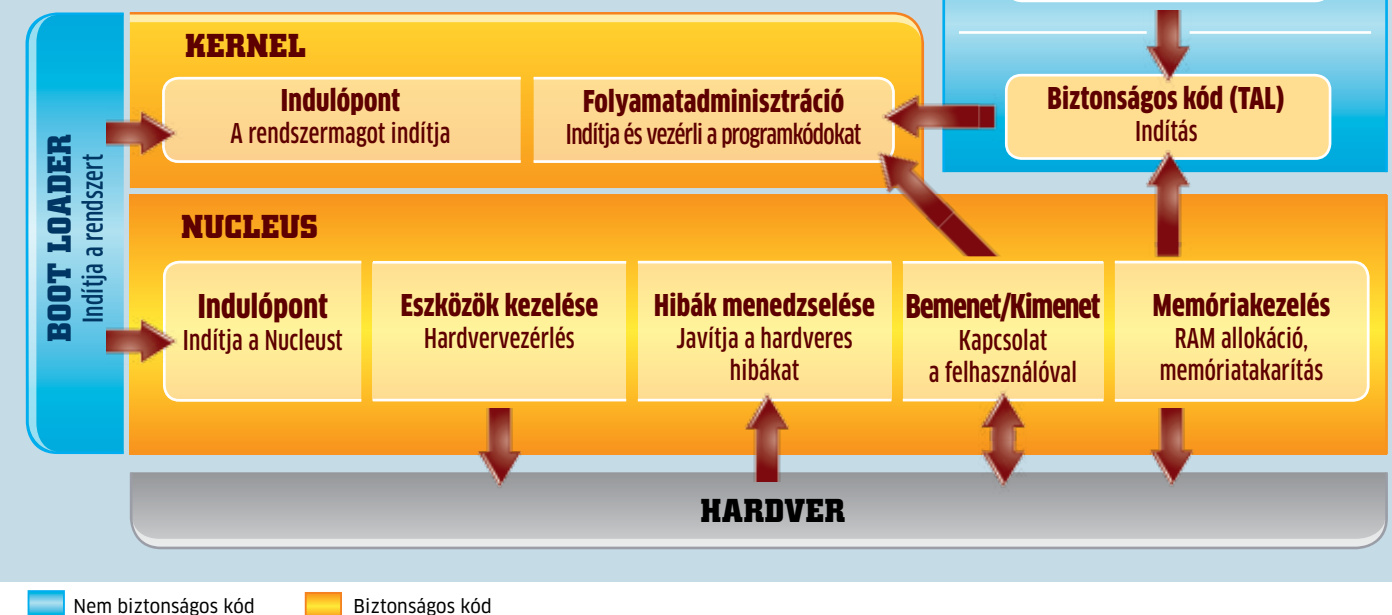 KERNEL
Indulópont
A rendszermagot indítja
Folyamatadminisztráció
Indítja és vezérli a programkódokat
Biztonságos kód (TAL)
Indítás
BOOT LOADER
Indítja a rendszert
NUCLEUS
Indulópont
Indítja a Nucleust
Eszközök kezelése
Hardvervezérlés
Hibák menedzselése
Javítja a hardveres
hibákat
Bemenet/Kimenet
Kapcsolat
a felhasználóval
Memóriakezelés
RAM allokáció,
memóriatakarítás
HARDVER
Nem biztonságos kód
Biztonságos kód